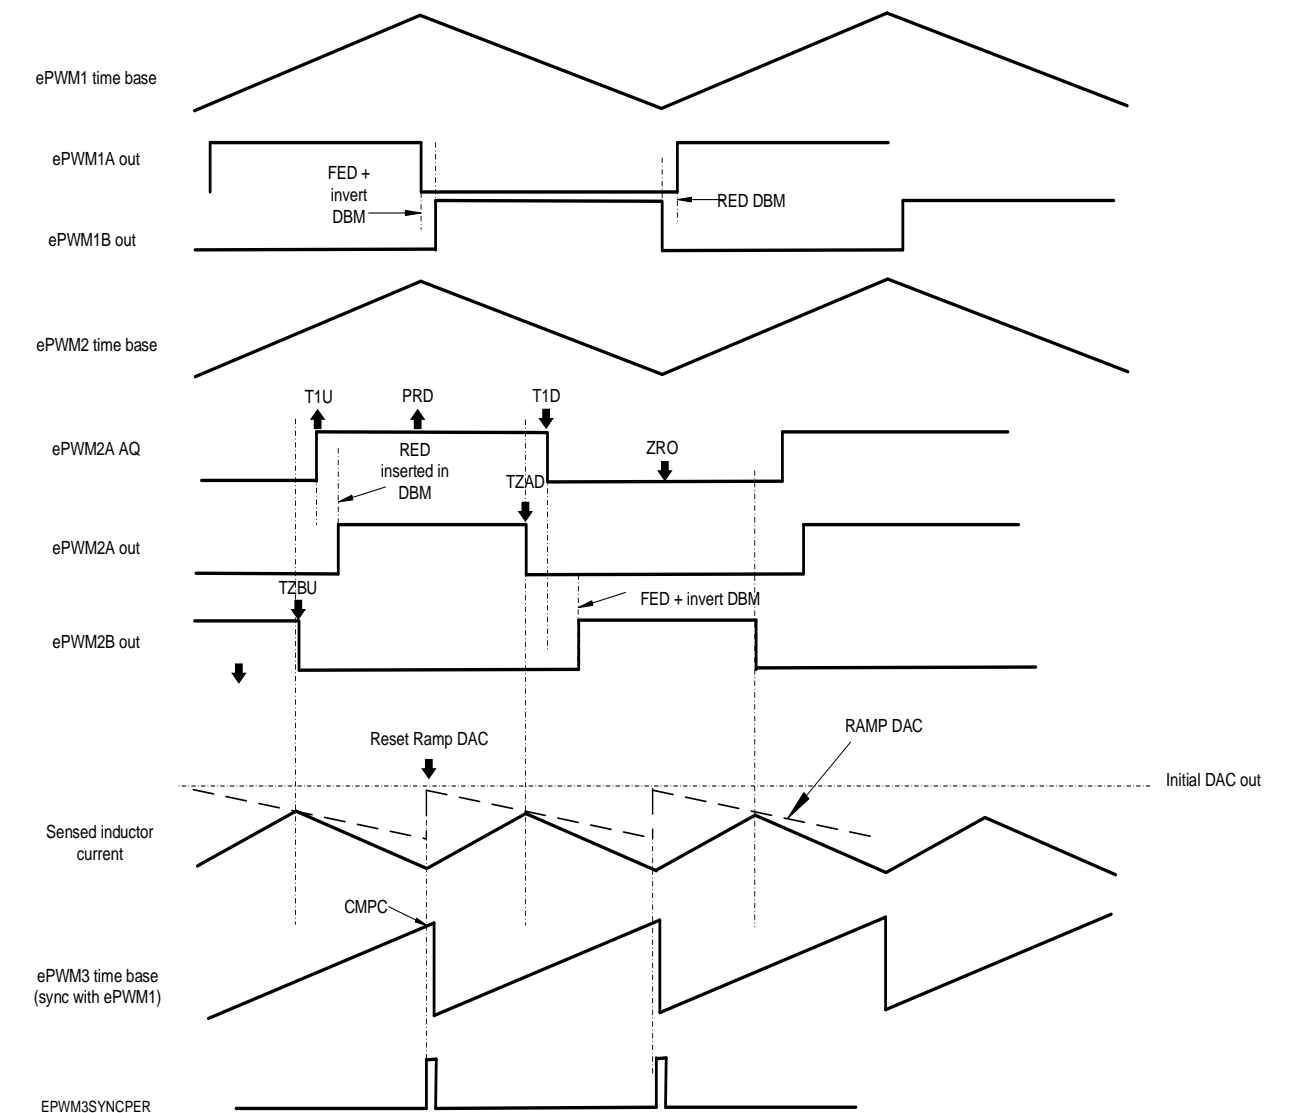 ePWM1 time base
ePWM1A out
FED +
invert
DBM
RED DBM
ePWM1B out
ePWM2 time base
T1U
PRD
T1D
ePWM2A AQ
RED
inserted in
DBM
ZRO
TZAD
ePWM2A out
TZBU
FED + invert DBM
ePWM2B out
RAMP DAC
Reset Ramp DAC
Initial DAC out
Sensed inductor
current
CMPC
ePWM3 time base
(sync with ePWM1)
EPWM3SYNCPER